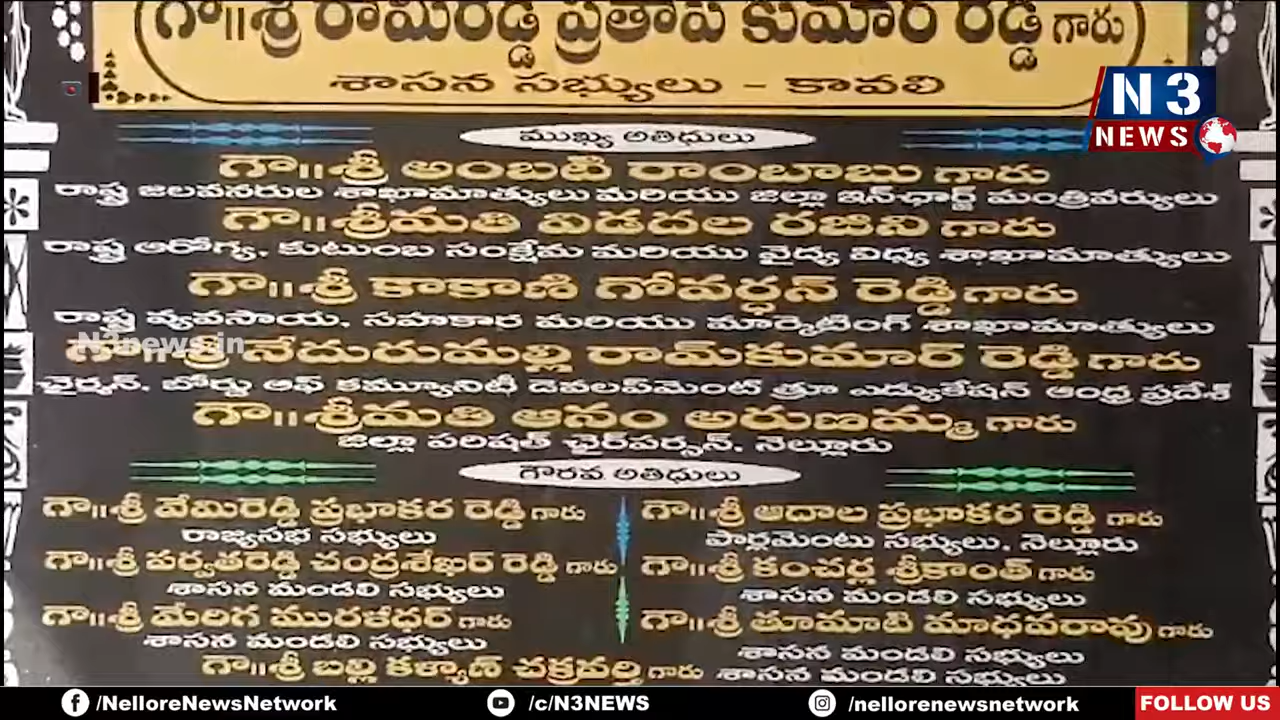 గా॥శ్రీ రామిరెడ్డి ప్రతాప్ కుమార్ రెడ్డి గారు
శాసన సభ్యులు - కావలి
N3 NEWS
ముఖ్య అతిధులు
గా॥శ్రీ అంబటి రాంబాబు గారు
రాష్ట్ర జలవనరుల శాఖామాత్యులు మరియు జిల్లా ఇన్‌ఛార్జ్ మంత్రివర్యులు
గా॥శ్రీమతి విడదల రజిని గారు
రాష్ట్ర ఆరోగ్య, కుటుంబ సంక్షేమ మరియు వైద్య విద్య శాఖామాత్యులు
గా॥శ్రీ కాకాణి గోవర్ధన్ రెడ్డి గారు
రాష్ట్ర వ్యవసాయ, సహకార మరియు మార్కెటింగ్ శాఖామాత్యులు
N3news.in
గా॥శ్రీ నేదురుమల్లి రామ్‌కుమార్ రెడ్డి గారు
ఛైర్మన్, బోర్డు ఆఫ్ కమ్యూనిటీ డెవలప్‌మెంట్ త్రూ ఎడ్యుకేషన్ ఆంధ్ర ప్రదేశ్
గా॥శ్రీమతి ఆనం అరుణమ్మ గారు
జిల్లా పరిషత్ ఛైర్‌పర్సన్, నెల్లూరు
గౌరవ అతిధులు
గా॥శ్రీ వేమిరెడ్డి ప్రభాకర రెడ్డి గారు
రాజ్యసభ సభ్యులు
గా॥శ్రీ ఆదాల ప్రభాకర రెడ్డి గారు
పార్లమెంటు సభ్యులు, నెల్లూరు
గా॥శ్రీ పర్వతరెడ్డి చంద్రశేఖర్ రెడ్డి గారు
శాసన మండలి సభ్యులు
గా॥శ్రీ కంచర్ల శ్రీకాంత్ గారు
శాసన మండలి సభ్యులు
గా॥శ్రీ మేరిగ మురళీధర్ గారు
శాసన మండలి సభ్యులు
గా॥శ్రీ తూమాటి మాధవరావు గారు
శాసన మండలి సభ్యులు
గా॥శ్రీ బల్లి కళ్యాణ్ చక్రవర్తి గారు శాసన మండలి సభ్యులు
/NelloreNewsNetwork
/c/N3NEWS
/nellorenewsnetwork
FOLLOW US